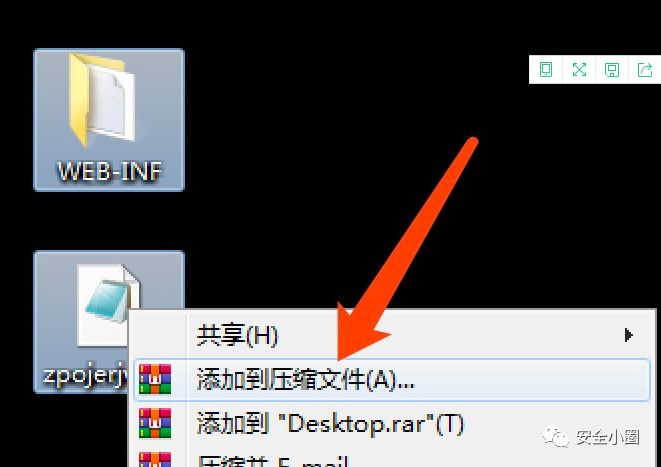 WEB-INF
zpojerj
共享(H)
添加到压缩文件(A)...
添加到 "Desktop.rar"(T)
压缩并 E-mail
安全小圈